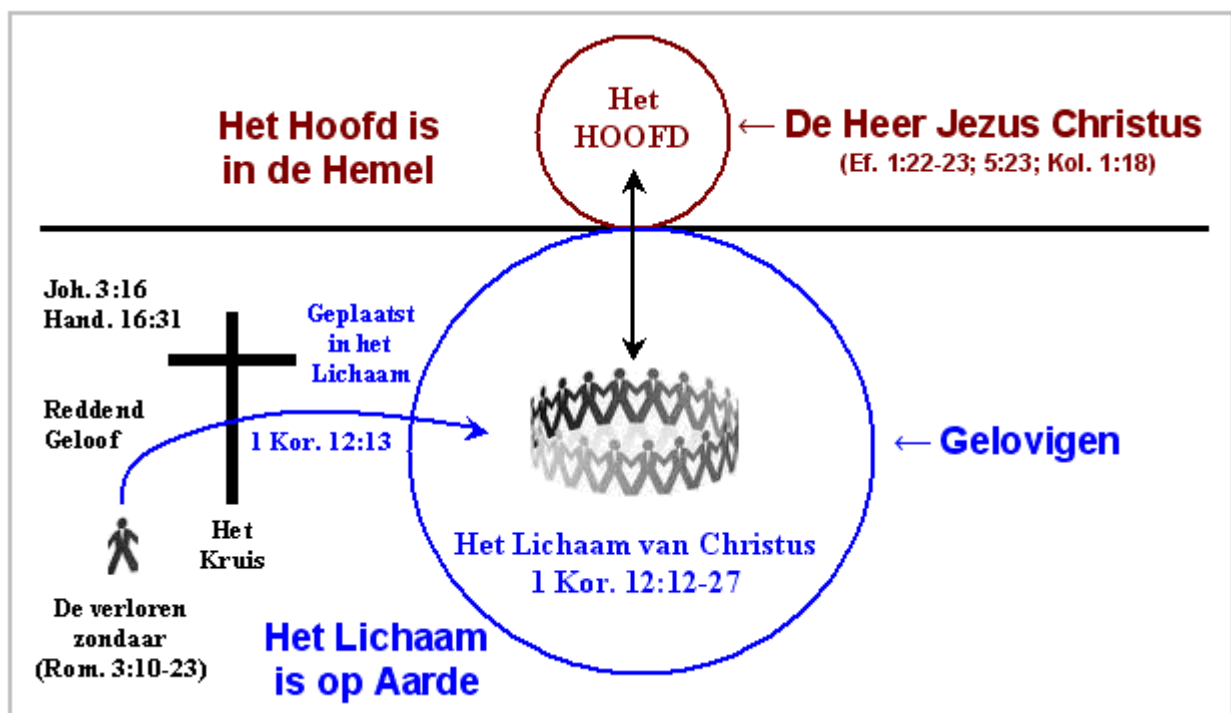 Het
HOOFD
Het Hoofd is
in de Hemel
← De Heer Jezus Christus
(Ef. 1:22-23; 5:23; Kol. 1:18)
Joh. 3:16
Hand. 16:31
Geplaatst
in het
Lichaam
Reddend
Geloof
1 Kor. 12:13
← Gelovigen
Het
Kruis
Het Lichaam van Christus
1 Kor. 12:12-27
De verloren
zondaar
(Rom. 3:10-23)
Het Lichaam
is op Aarde